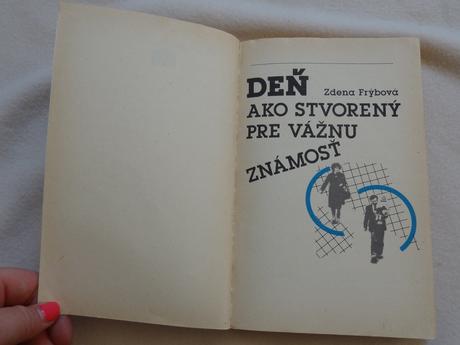 DEŇ
Zdena Frýbová
AKO STVORENÝ
PRE VÁŽNU
ZNÁMOSŤ